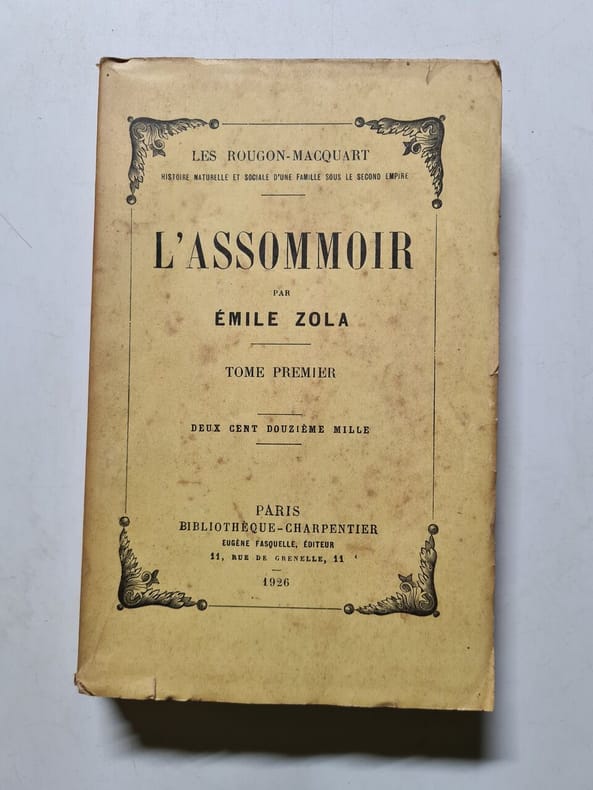 LES ROUGON-MACQUART
HISTOIRE NATURELLE ET SOCIALE D'UNE FAMILLE SOUS LE SECOND EMPIRE
L'ASSOMMOIR
PAR
ÉMILE ZOLA
TOME PREMIER
DEUX CENT DOUZIÈME MILLE
PARIS
BIBLIOTHÈQUE-CHARPENTIER
EUGÈNE FASQUELLE, ÉDITEUR
11, RUE DE GRENELLE, 11
1926